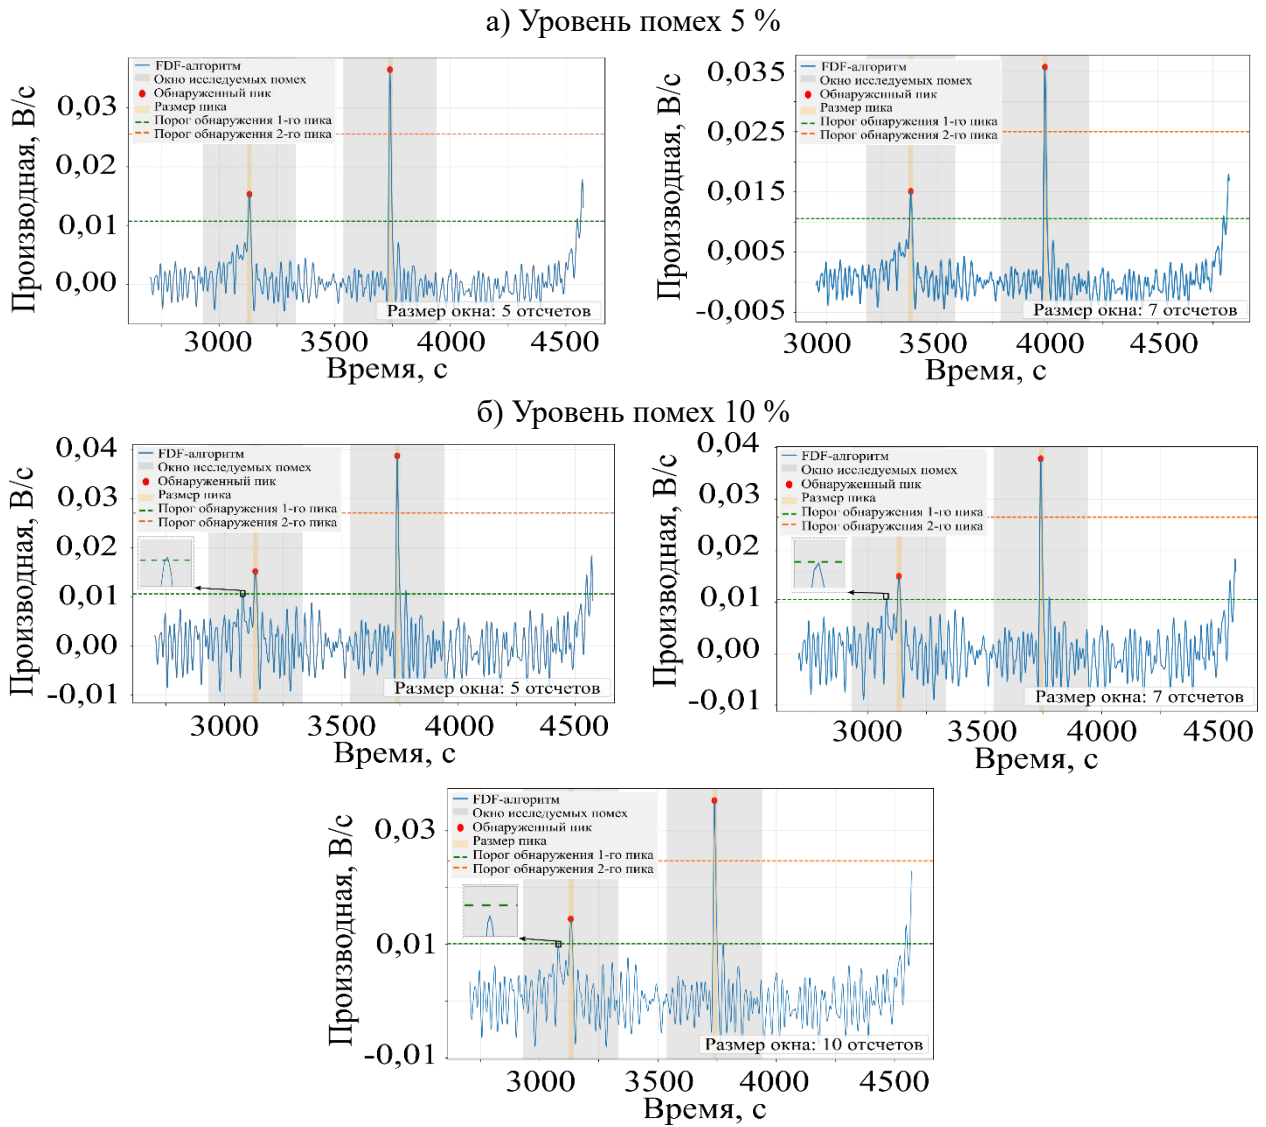 а) Уровень помех 5 %
Производная, В/с
0,03
0,02
0,01
0,00
FDF-алгоритм
Окно исследуемых помех
Обнаруженный пик
Размер пика
Порог обнаружения 1-го пика
Порог обнаружения 2-го пика
Размер окна: 5 отсчетов
3000 3500 4000 4500
Время, с
Производная, В/с
0,035
0,025
0,015
0,005
-0,005
FDF-алгоритм
Окно исследуемых помех
Обнаруженный пик
Размер пика
Порог обнаружения 1-го пика
Порог обнаружения 2-го пика
Размер окна: 7 отсчетов
3000 3500 4000 4500
Время, с
б) Уровень помех 10 %
Производная, В/с
0,04
0,03
0,02
0,01
0,00
-0,01
FDF-алгоритм
Окно исследуемых помех
Обнаруженный пик
Размер пика
Порог обнаружения 1-го пика
Порог обнаружения 2-го пика
Размер окна: 5 отсчетов
3000 3500 4000 4500
Время, с
Производная, В/с
0,04
0,03
0,02
0,01
0,00
-0,01
FDF-алгоритм
Окно исследуемых помех
Обнаруженный пик
Размер пика
Порог обнаружения 1-го пика
Порог обнаружения 2-го пика
Размер окна: 7 отсчетов
3000 3500 4000 4500
Время, с
Производная, В/с
0,03
0,01
-0,01
FDF-алгоритм
Окно исследуемых помех
Обнаруженный пик
Размер пика
Порог обнаружения 1-го пика
Порог обнаружения 2-го пика
Размер окна: 10 отсчетов
3000 3500 4000 4500
Время, с